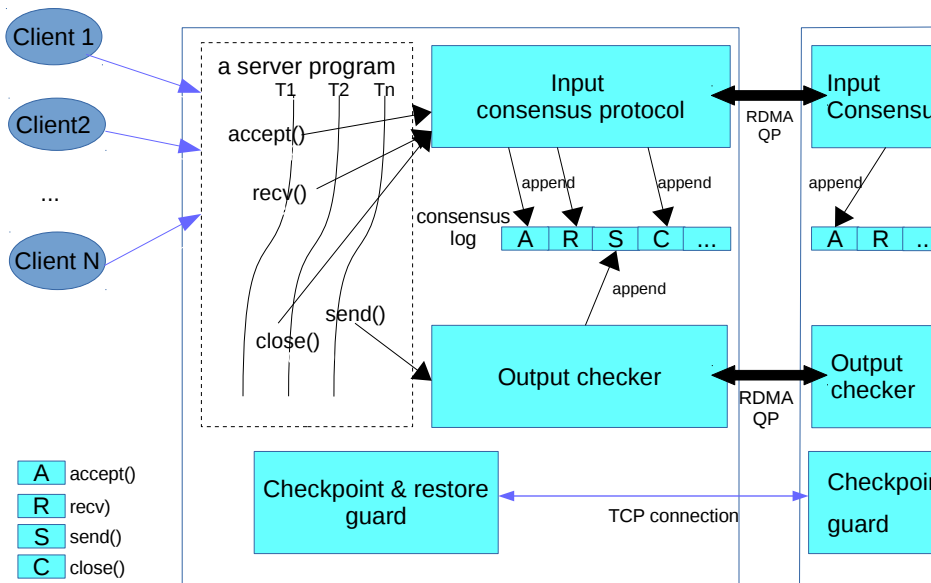 Client 1
Client2
...
Client N
a server program
T1 T2 Tn
accept()
recv()
close()
send()
Input
consensus protocol
append
append
append
consensus
log
A R S C ...
append
Output checker
Checkpoint & restore
guard
RDMA
QP
RDMA
QP
TCP connection
Input
Consensu
append
A R ..
Output
checker
Checkpoin
guard
A accept()
R recv)
S send()
C close()